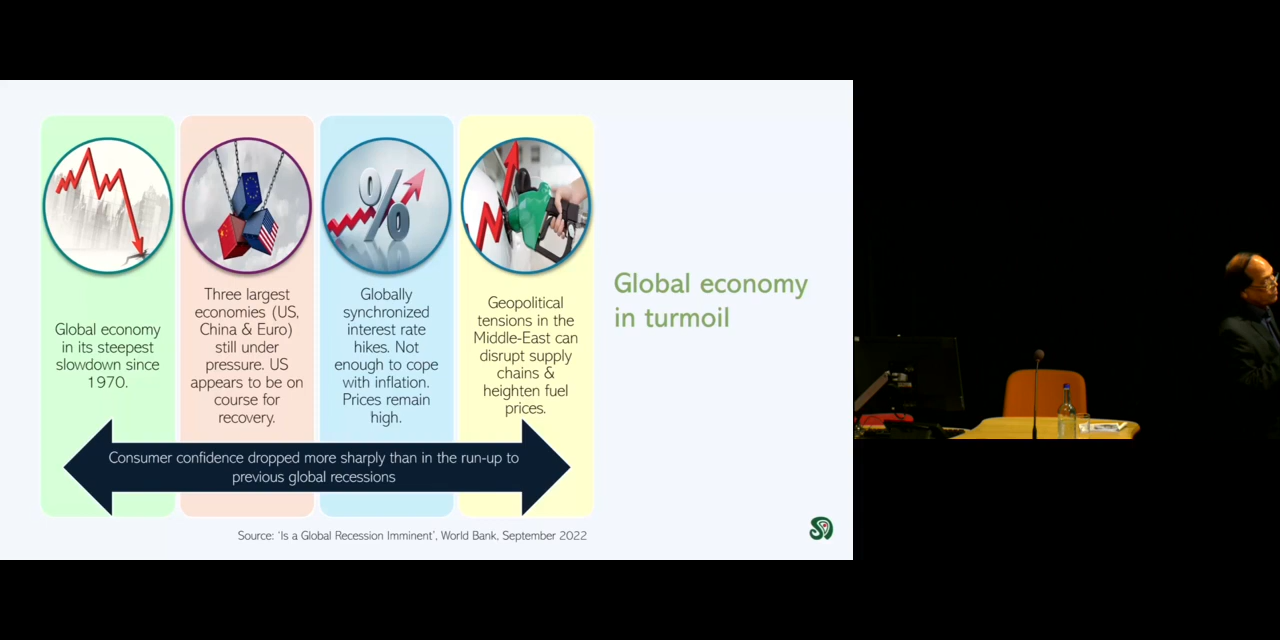 Global economy
in its steepest
slowdown since
1970.
Three largest
economies (US,
China & Euro)
still under
pressure. US
appears to be on
course for
recovery.
%
Globally
synchronized
interest rate
hikes. Not
enough to cope
with inflation.
Prices remain
high.
Geopolitical
tensions in the
Middle-East can
disrupt supply
chains &
heighten fuel
prices.
Global economy
in turmoil
Consumer confidence dropped more sharply than in the run-up to
previous global recessions
Source: ‘Is a Global Recession Imminent’, World Bank, September 2022